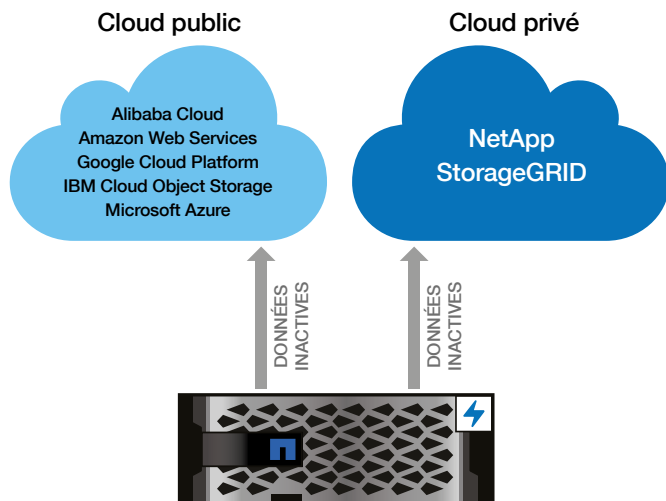 Cloud public
Cloud privé
Alibaba Cloud
Amazon Web Services
Google Cloud Platform
IBM Cloud Object Storage
Microsoft Azure
NetApp
StorageGRID
DONNÉES
INACTIVES
DONNÉES
INACTIVES